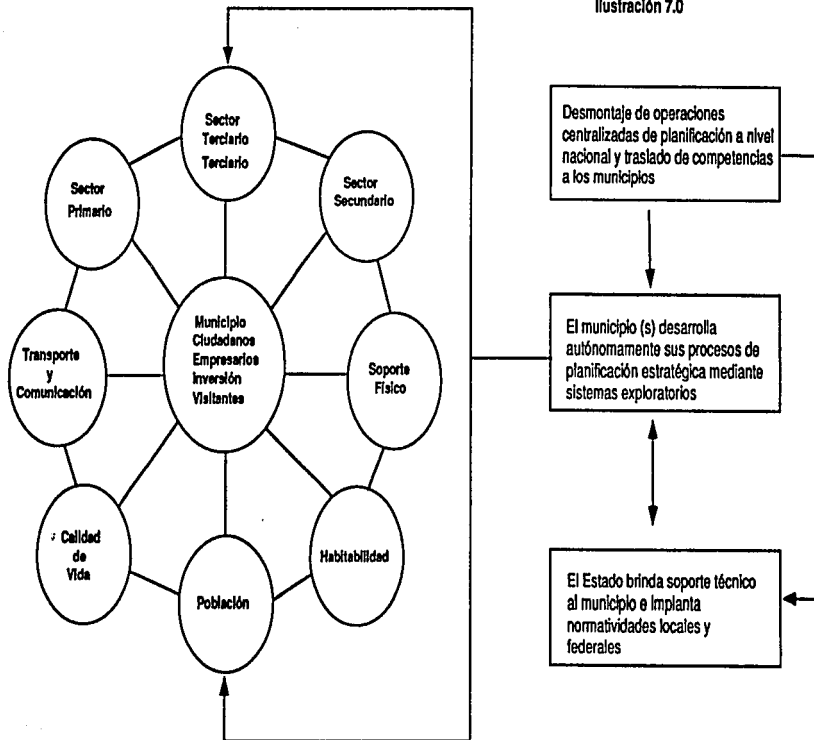 Ilustración 7.0
Sector
Terciario
Terciario
Sector
Primario
Sector
Secundario
Municipio
Ciudadanos
Empresarios
Inversión
Visitantes
Transporte
y
Comunicación
Soporte
Físico
Calidad
de
Vida
Población
Habitabilidad
Desmontaje de operaciones
centralizadas de planificación a nivel
nacional y traslado de competencias
a los municipios
El municipio (s) desarrolla
autónomamente sus procesos de
planificación estratégica mediante
sistemas exploratorios
El Estado brinda soporte técnico
al municipio e implanta
normatividades locales y
federales